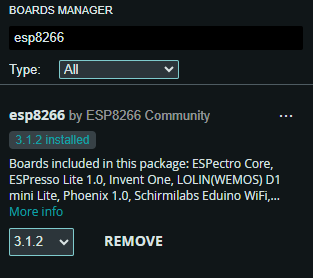 BOARDS MANAGER
esp8266
Type: All
esp8266 by ESP8266 Community
3.1.2 installed
Boards included in this package: ESPectro Core,
ESPresso Lite 1.0, Invent One, LOLIN(WEMOS) D1
mini Lite, Phoenix 1.0, Schirmilabs Eduino WiFi,...
More info
3.1.2 REMOVE